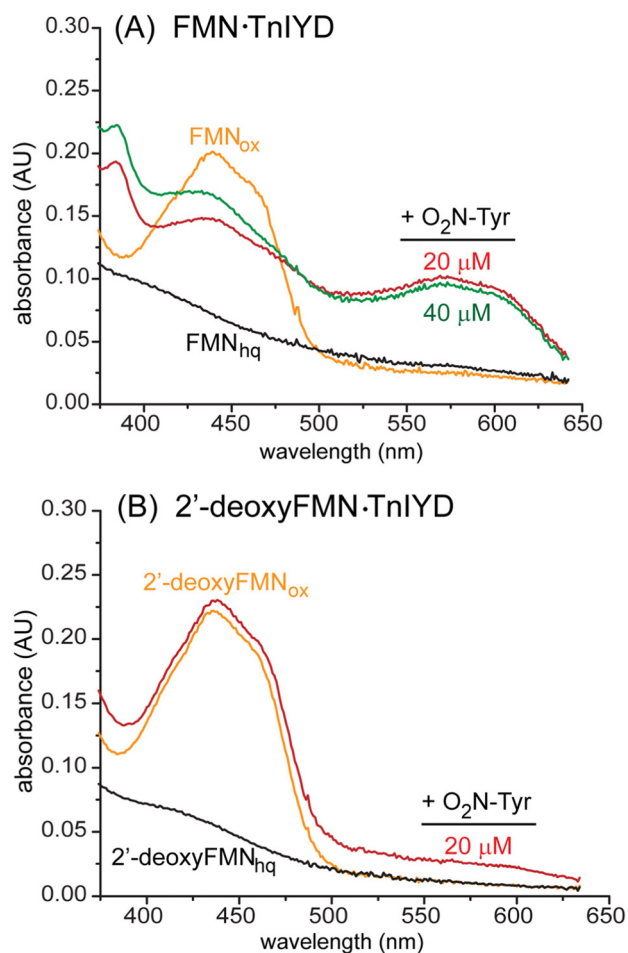 (A) FMN·TnIYD
0.30
0.25
0.20
0.15
0.10
0.05
0.00
absorbance (AU)
FMNox
FMNhq
+ O2N-Tyr
20 μM
40 μM
400 450 500 550 600 650
wavelength (nm)
(B) 2'-deoxyFMN·TnIYD
0.30
0.25
0.20
0.15
0.10
0.05
0.00
absorbance (AU)
2'-deoxyFMNox
2'-deoxyFMNhq
+ O2N-Tyr
20 μM
400 450 500 550 600 650
wavelength (nm)